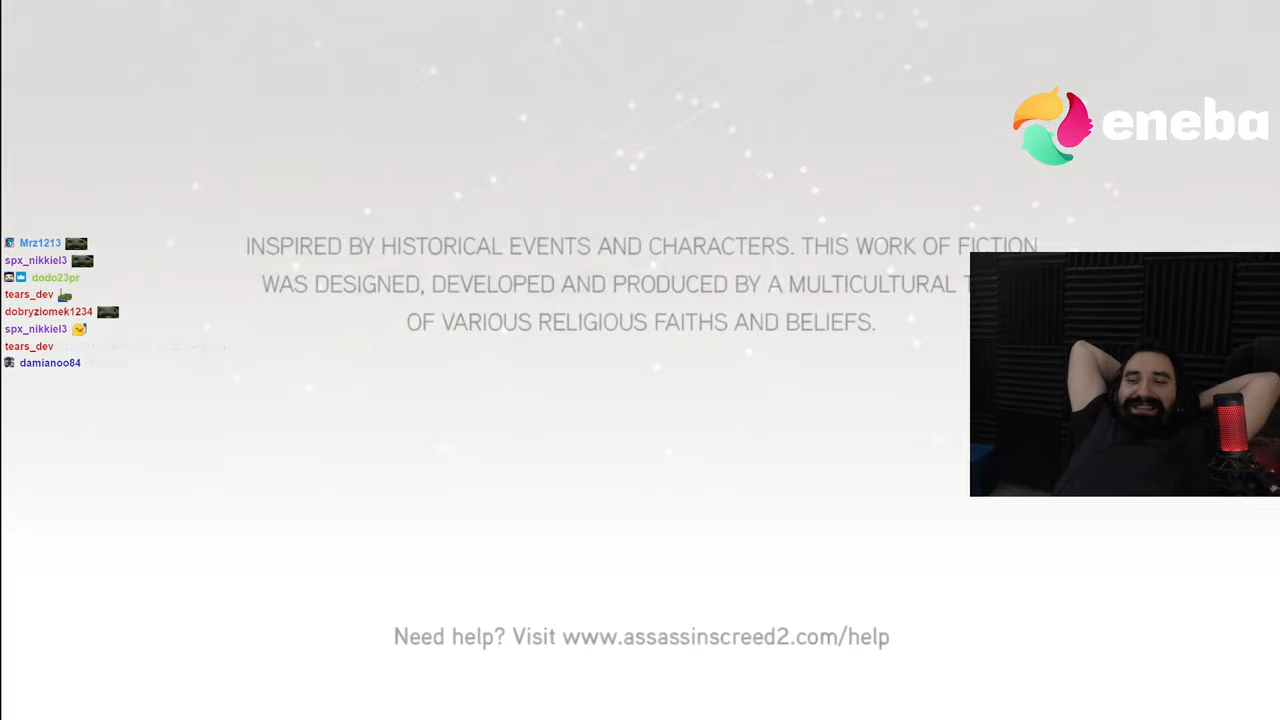 eneba
Mrz1213
spx_nikkiel3
dodo23pr
tears_dev
dobryziomek1234
spx_nikkiel3
tears_dev
damianoo84
INSPIRED BY HISTORICAL EVENTS AND CHARACTERS. THIS WORK OF FICTION
WAS DESIGNED, DEVELOPED AND PRODUCED BY A MULTICULTURAL
OF VARIOUS RELIGIOUS FAITHS AND BELIEFS.
Need help? Visit www.assassinscreed2.com/help